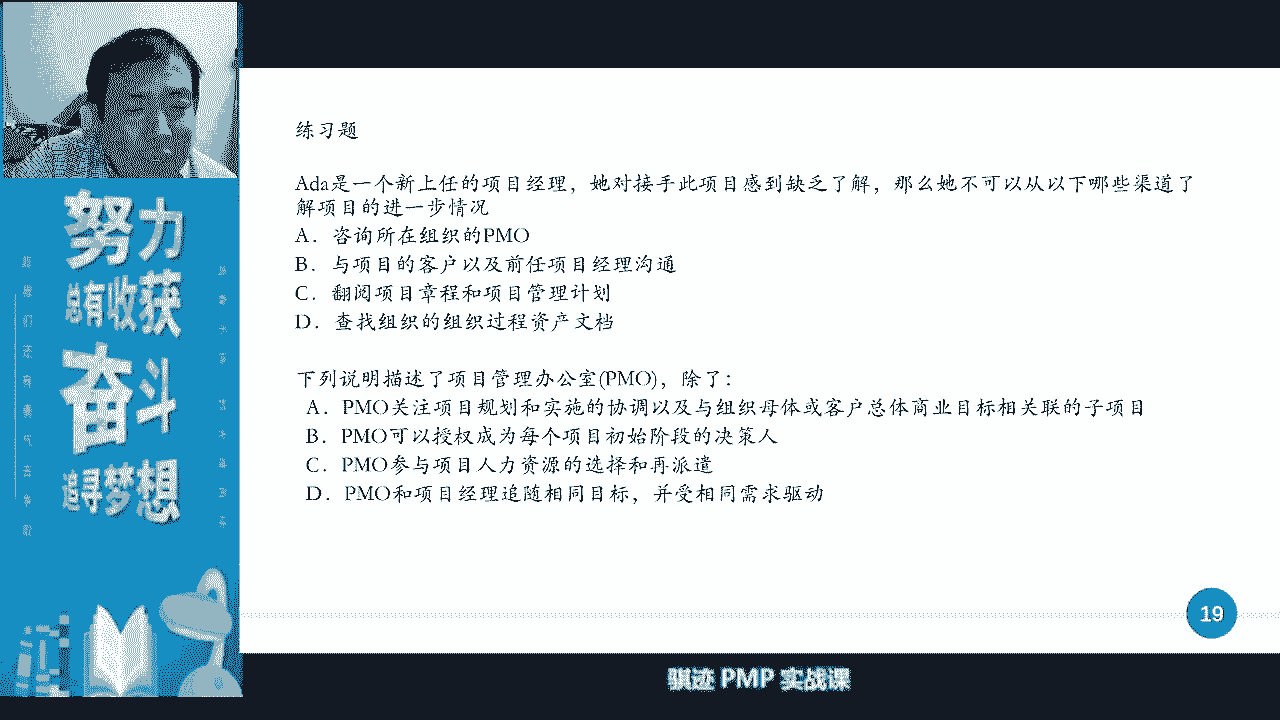 练习题
Ada是一个新上任的项目经理，她对接手此项目感到缺乏了解，那么她不可以从以下哪些渠道了
解项目的进一步情况
A．咨询所在组织的PMO
B．与项目的客户以及前任项目经理沟通
C．翻阅项目章程和项目管理计划
D．查找组织的组织过程资产文档
下列说明描述了项目管理办公室(PMO)，除了：
A．PMO关注项目规划和实施的协调以及与组织母体或客户总体商业目标相关联的子项目
B．PMO可以授权成为每个项目初始阶段的决策人
C．PMO参与项目人力资源的选择和再派遣
D．PMO和项目经理追随相同目标，并受相同需求驱动
努力
总有收获
奋斗
追寻梦想
19
骐迹 PMP 实战课